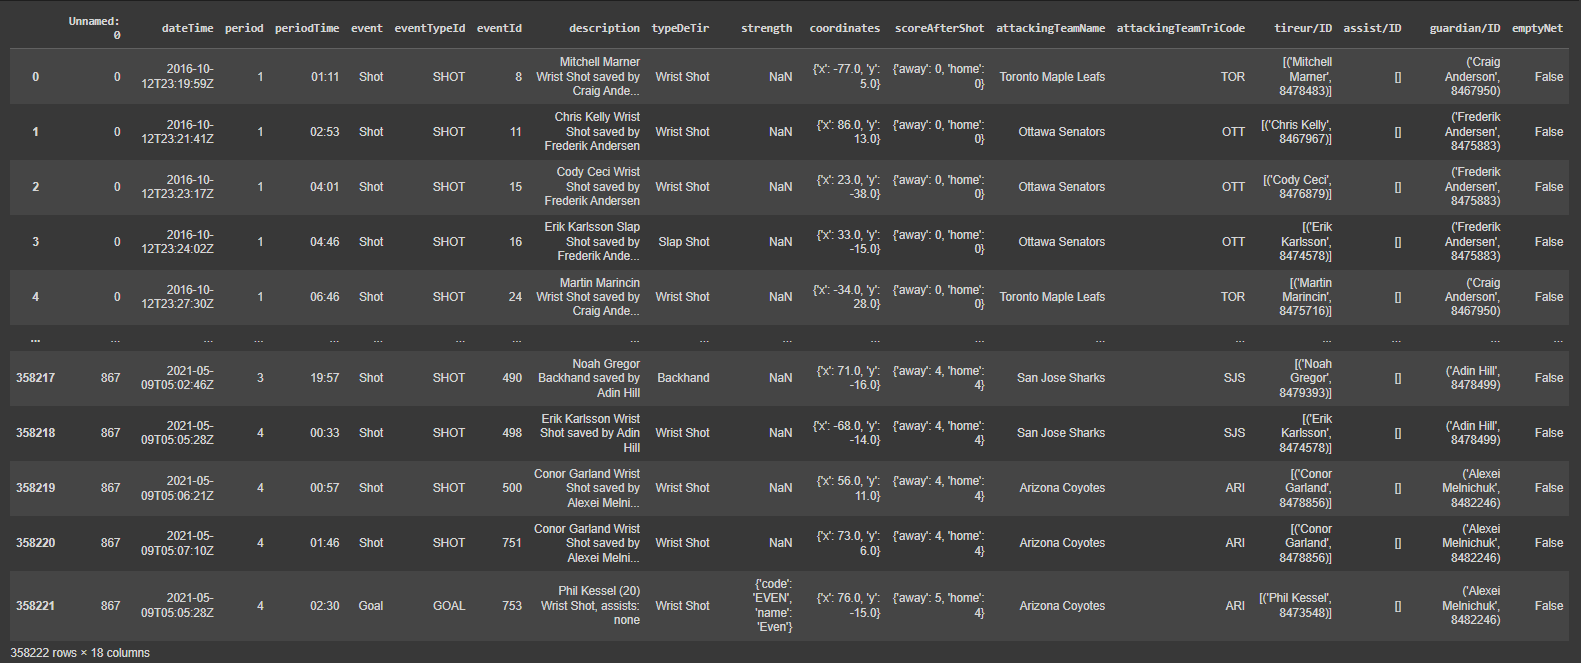 Unnamed: 0 dateTime period periodTime event eventTypeId eventId description typeDeTir strength coordinates scoreAfterShot attackingTeamName attackingTeamTriCode tireur/ID assist/ID guardian/ID emptyNet
0 0 2016-10-12T23:19:59Z 1 01:11 Shot SHOT 8 Mitchell Marner Wrist Shot saved by Craig Ande... Wrist Shot NaN {'x': -77.0, 'y': 5.0} {'away': 0, 'home': 0} Toronto Maple Leafs TOR [('Mitchell Marner', 8478483)] [] ('Craig Anderson', 8467950) False
1 0 2016-10-12T23:21:41Z 1 02:53 Shot SHOT 11 Chris Kelly Wrist Shot saved by Frederik Andersen Wrist Shot NaN {'x': 86.0, 'y': 13.0} {'away': 0, 'home': 0} Ottawa Senators OTT [('Chris Kelly', 8467967)] [] ('Frederik Andersen', 8475883) False
2 0 2016-10-12T23:23:17Z 1 04:01 Shot SHOT 15 Cody Ceci Wrist Shot saved by Frederik Andersen Wrist Shot NaN {'x': 23.0, 'y': -38.0} {'away': 0, 'home': 0} Ottawa Senators OTT [('Cody Ceci', 8476879)] [] ('Frederik Andersen', 8475883) False
3 0 2016-10-12T23:24:02Z 1 04:46 Shot SHOT 16 Erik Karlsson Slap Shot saved by Frederik Ande... Slap Shot NaN {'x': 33.0, 'y': -15.0} {'away': 0, 'home': 0} Ottawa Senators OTT [('Erik Karlsson', 8474578)] [] ('Frederik Andersen', 8475883) False
4 0 2016-10-12T23:27:30Z 1 06:46 Shot SHOT 24 Martin Marincin Wrist Shot saved by Craig Ande... Wrist Shot NaN {'x': -34.0, 'y': 28.0} {'away': 0, 'home': 0} Toronto Maple Leafs TOR [('Martin Marincin', 8475716)] [] ('Craig Anderson', 8467950) False
... ... ... ... ... ... ... ... ... ... ... ... ... ... ... ... ... ... ...
358217 867 2021-05-09T05:02:46Z 3 19:57 Shot SHOT 490 Noah Gregor Backhand saved by Adin Hill Backhand NaN {'x': 71.0, 'y': -16.0} {'away': 4, 'home': 4} San Jose Sharks SJS [('Noah Gregor', 8479393)] [] ('Adin Hill', 8478499) False
358218 867 2021-05-09T05:05:28Z 4 00:33 Shot SHOT 498 Erik Karlsson Wrist Shot saved by Adin Hill Wrist Shot NaN {'x': -68.0, 'y': -14.0} {'away': 4, 'home': 4} San Jose Sharks SJS [('Erik Karlsson', 8474578)] [] ('Adin Hill', 8478499) False
358219 867 2021-05-09T05:06:21Z 4 00:57 Shot SHOT 500 Conor Garland Wrist Shot saved by Alexei Melni... Wrist Shot NaN {'x': 56.0, 'y': 11.0} {'away': 4, 'home': 4} Arizona Coyotes ARI [('Conor Garland', 8478856)] [] ('Alexei Melnichuk', 8482246) False
358220 867 2021-05-09T05:07:10Z 4 01:46 Shot SHOT 751 Conor Garland Wrist Shot saved by Alexei Melni... Wrist Shot NaN {'x': 73.0, 'y': 6.0} {'away': 4, 'home': 4} Arizona Coyotes ARI [('Conor Garland', 8478856)] [] ('Alexei Melnichuk', 8482246) False
358221 867 2021-05-09T05:05:28Z 4 02:30 Goal GOAL 753 Phil Kessel (20) Wrist Shot, assists: none Wrist Shot {'code': 'EVEN', 'name': 'Even'} {'x': 76.0, 'y': -15.0} {'away': 5, 'home': 4} Arizona Coyotes ARI [('Phil Kessel', 8473548)] [] ('Alexei Melnichuk', 8482246) False
358222 rows × 18 columns